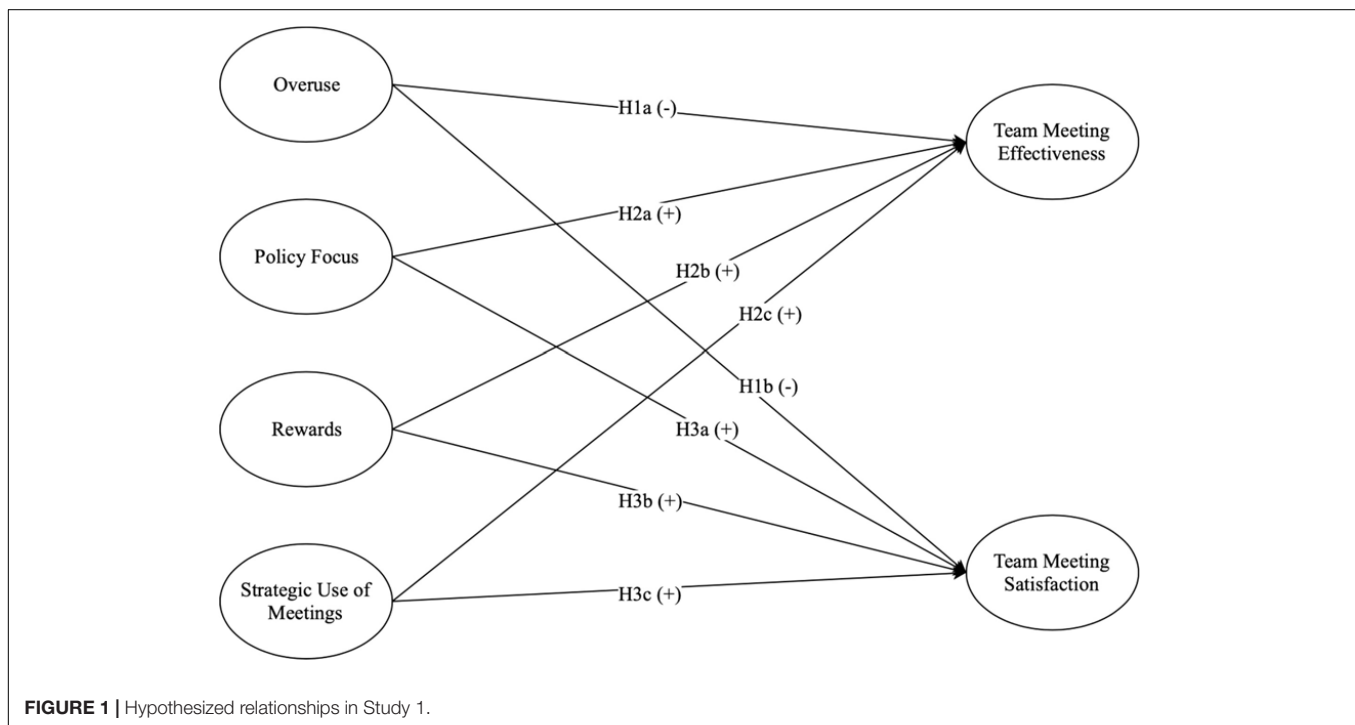 Overuse
H1a (-)
Team Meeting
Effectiveness
H2a (+)
Policy Focus
H2b (+)
H2c (+)
H1b (-)
Rewards
H3a (+)
H3b (+)
Team Meeting
Satisfaction
Strategic Use of
Meetings
H3c (+)
FIGURE 1 | Hypothesized relationships in Study 1.